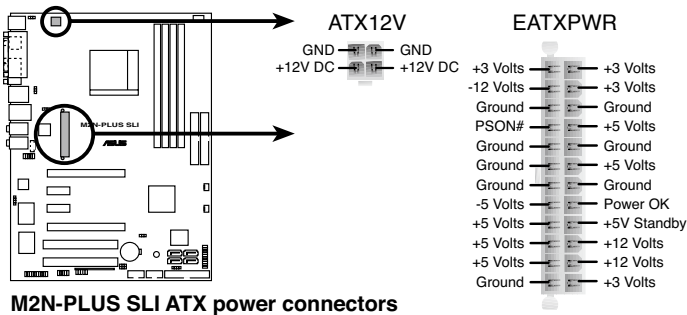 ATX12V
EATXPWR
GND GND
+12V DC +12V DC
+3 Volts +3 Volts
-12 Volts +3 Volts
Ground Ground
PSON# +5 Volts
Ground Ground
Ground +5 Volts
Ground Ground
-5 Volts Power OK
+5 Volts +5V Standby
+5 Volts +12 Volts
+5 Volts +12 Volts
Ground +3 Volts
M2N-PLUS SLI
ASUS
M2N-PLUS SLI ATX power connectors